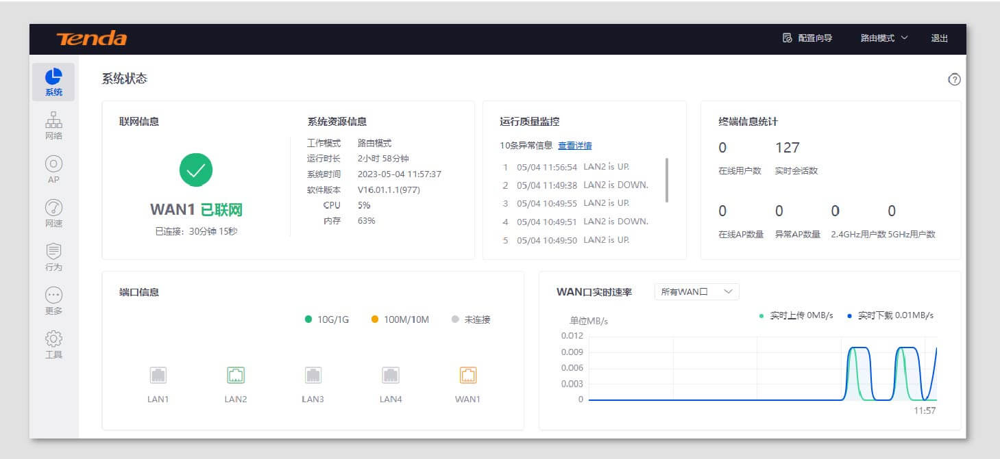 Tenda
配置向导 路由模式 退出
系统
网络
AP
网速
行为
更多
工具
系统状态
?
联网信息
WAN1 已联网
已连接：30分钟 15秒
系统资源信息
工作模式 路由模式
运行时长 2小时 58分钟
系统时间 2023-05-04 11:57:37
软件版本 V16.01.1.1(977)
CPU 5%
内存 63%
运行质量监控
10条异常信息 查看详情
1 05/04 11:56:54 LAN2 is UP.
2 05/04 11:49:38 LAN2 is DOWN.
3 05/04 10:49:55 LAN2 is UP.
4 05/04 10:49:51 LAN2 is DOWN.
5 05/04 10:49:50 LAN2 is UP.
终端信息统计
0 127
在线用户数 实时会话数
0 0 0 0
在线AP数量 异常AP数量 2.4GHz用户数 5GHz用户数
端口信息
10G/1G 100M/10M 未连接
LAN1 LAN2 LAN3 LAN4 WAN1
WAN口实时速率 所有WAN口
实时上传 0MB/s 实时下载 0.01MB/s
单位MB/s
0.012
0.009
0.006
0.003
0
11:57